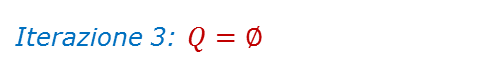 Iterazione 3: Q = ∅